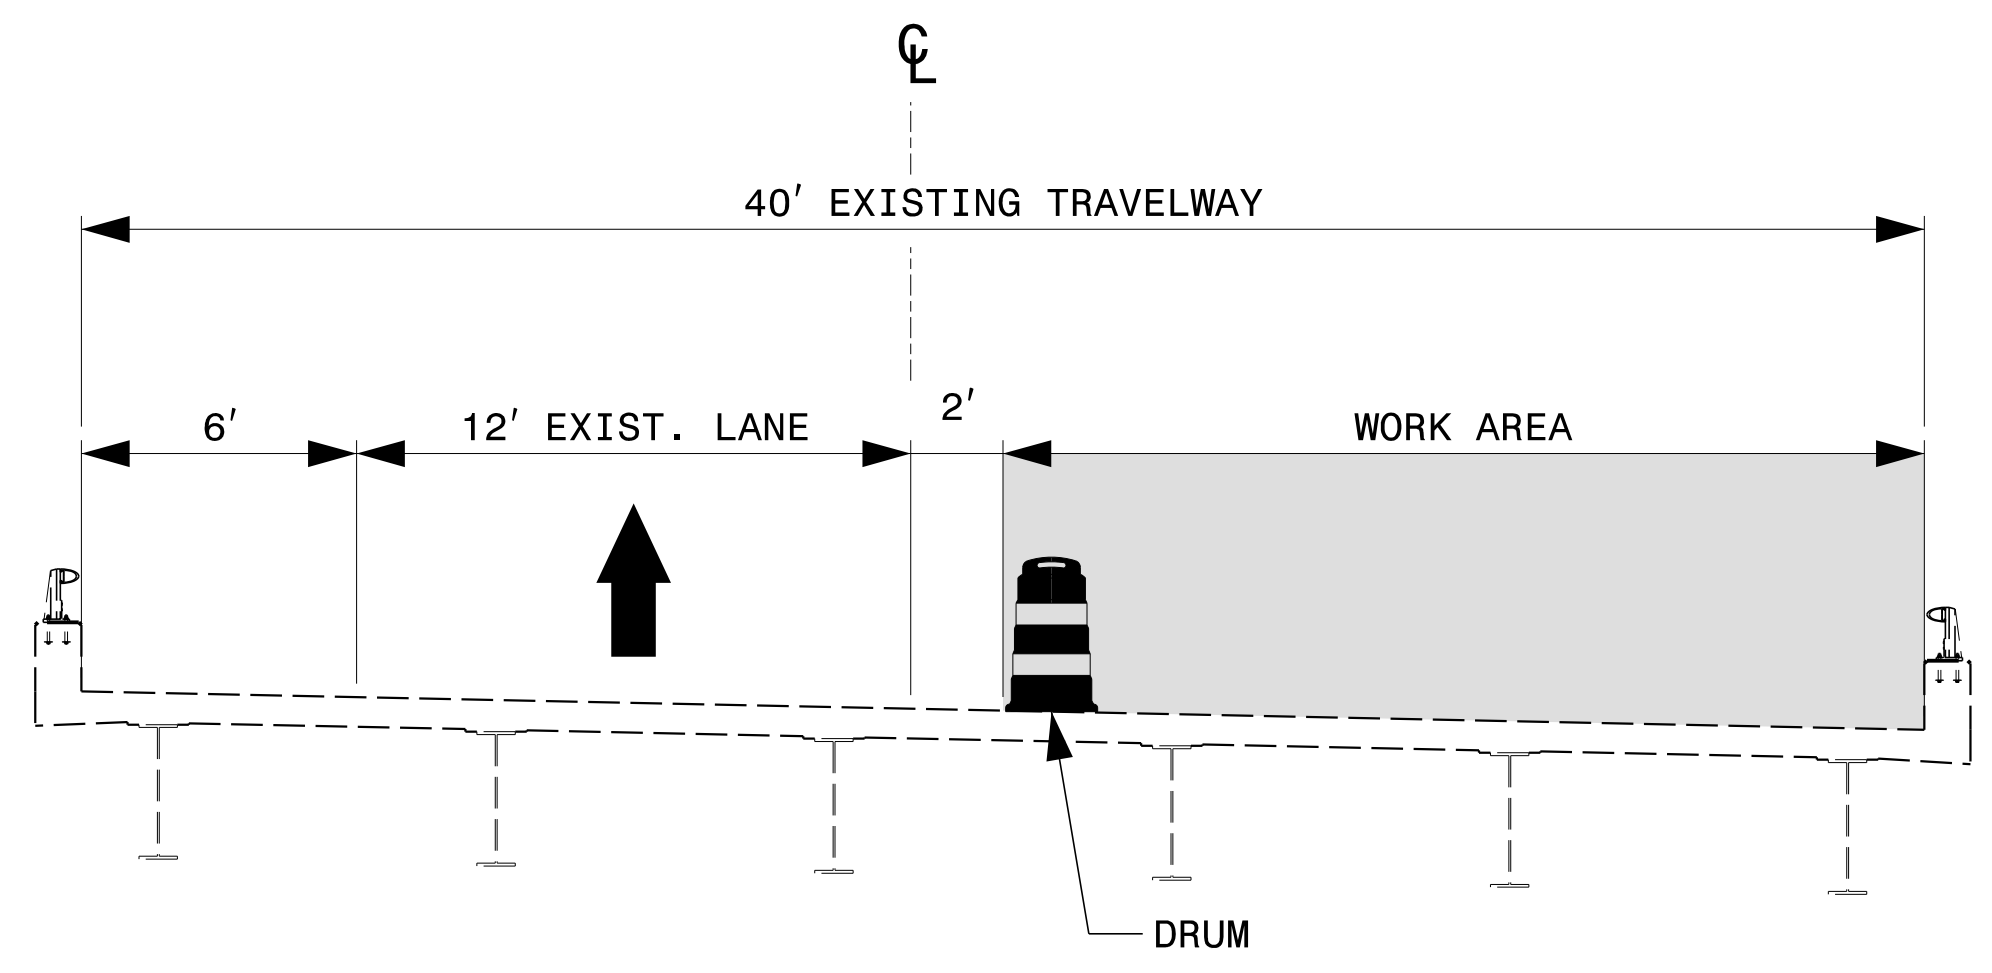 ℄
40' EXISTING TRAVELWAY
6'
12' EXIST. LANE
2'
WORK AREA
DRUM